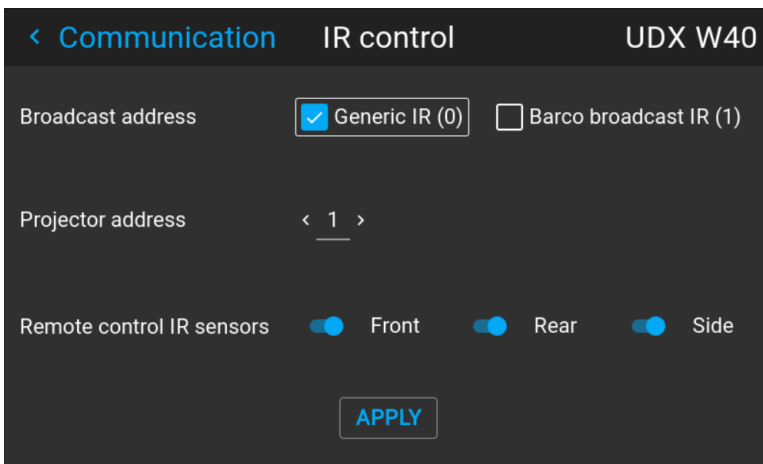 < Communication IR control UDX W40
Broadcast address Generic IR (0) Barco broadcast IR (1)
Projector address < 1 >
Remote control IR sensors Front Rear Side
APPLY